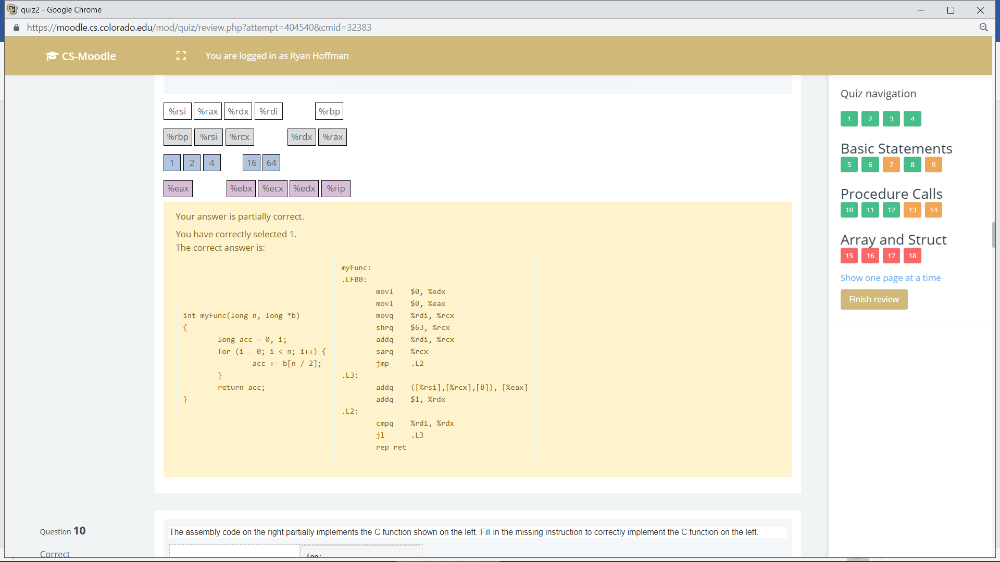 quiz2 - Google Chrome
https://moodle.cs.colorado.edu/mod/quiz/review.php?attempt=404540&cmid=32383
CS-Moodle
You are logged in as Ryan Hoffman
%rsi %rax %rdx %rdi %rbp
%rbp %rsi %rcx %rdx %rax
1 2 4 16 64
%eax %ebx %ecx %edx %rip
Your answer is partially correct.
You have correctly selected 1.
The correct answer is:
int myFunc(long n, long *b)
{
long acc = 0, i;
for (i = 0; i < n; i++) {
acc += b[n / 2];
}
return acc;
}
myFunc:
.LFB0:
movl $0, %edx
movl $0, %eax
movq %rdi, %rcx
shrq $63, %rcx
addq %rdi, %rcx
sarq %rcx
jmp .L2
.L3:
addq ([%rsi],[%rcx],[8]), [%eax]
addq $1, %rdx
.L2:
cmpq %rdi, %rdx
jl .L3
rep ret
Question 10
Correct
The assembly code on the right partially implements the C function shown on the left. Fill in the missing instruction to correctly implement the C function on the left.
foo:
Quiz navigation
1 2 3 4
Basic Statements
5 6 7 8 9
Procedure Calls
10 11 12 13 14
Array and Struct
15 16 17 18
Show one page at a time
Finish review